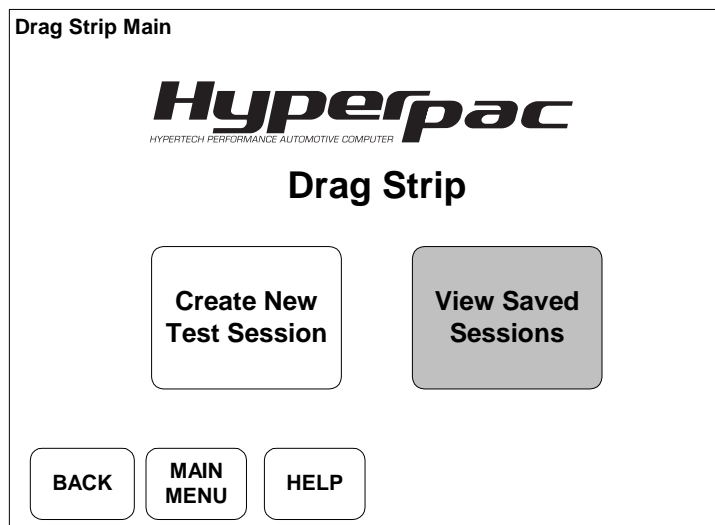 Drag Strip Main
Hyperpac
HYPERTECH PERFORMANCE AUTOMOTIVE COMPUTER
Drag Strip
Create New
Test Session
View Saved
Sessions
BACK
MAIN
MENU
HELP